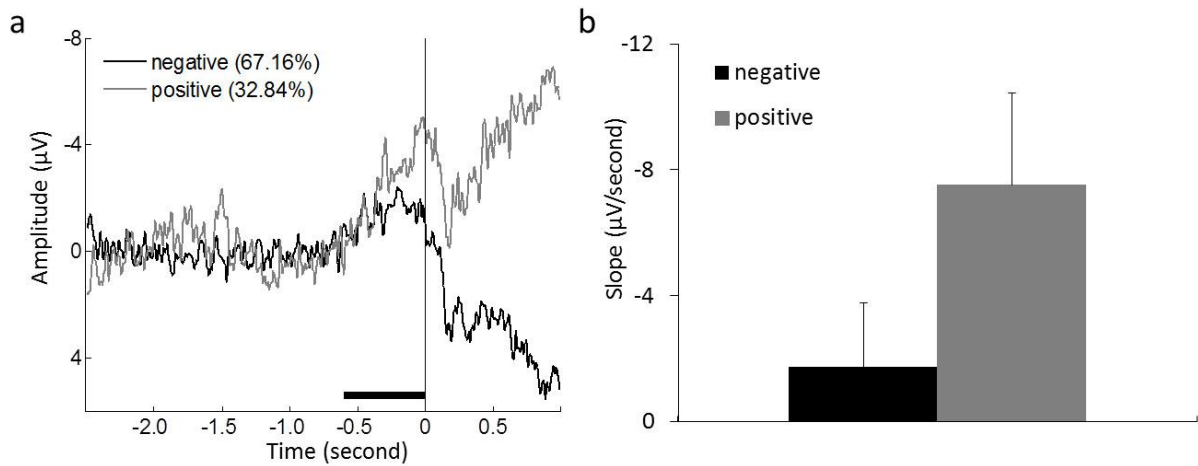 a
-8
negative (67.16%)
positive (32.84%)
-4
0
4
Amplitude (µV)
-2.0
-1.5
-1.0
-0.5
0
0.5
Time (second)
b
-12
negative
positive
-8
-4
0
Slope (µV/second)